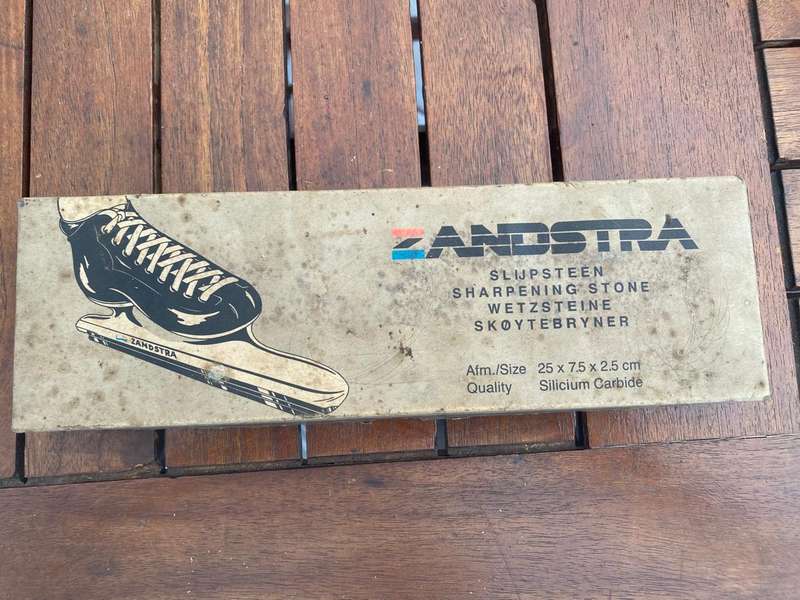 ZANDSTRA
SLIJPSTEEN
SHARPENING STONE
WETZSTEINE
SKØYTEBRYNER
Afm./Size 25 x 7.5 x 2.5 cm
Quality Silicium Carbide
ZANDSTRA